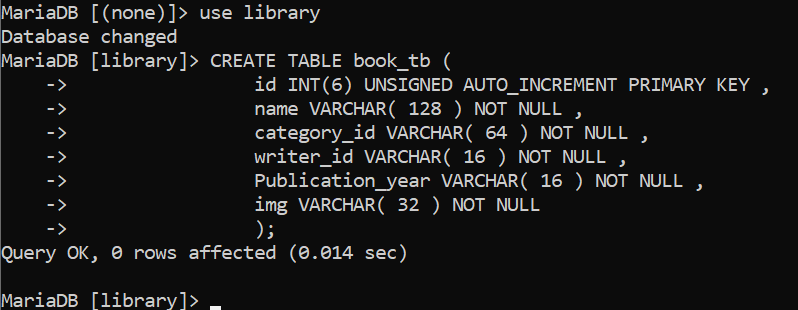 MariaDB [(none)]> use library
Database changed
MariaDB [library]> CREATE TABLE book_tb (
    ->             id INT(6) UNSIGNED AUTO_INCREMENT PRIMARY KEY ,
    ->             name VARCHAR( 128 ) NOT NULL ,
    ->             category_id VARCHAR( 64 ) NOT NULL ,
    ->             writer_id VARCHAR( 16 ) NOT NULL ,
    ->             Publication_year VARCHAR( 16 ) NOT NULL ,
    ->             img VARCHAR( 32 ) NOT NULL
    ->             );
Query OK, 0 rows affected (0.014 sec)
MariaDB [library]>